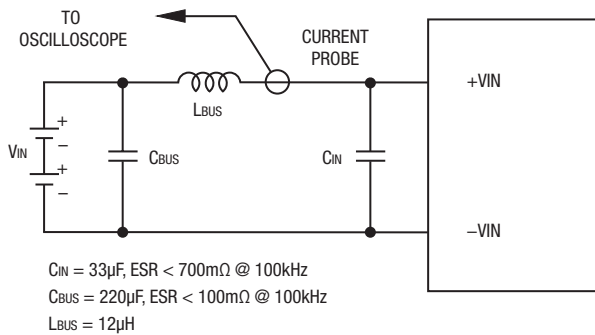 TO
OSCILLOSCOPE
CURRENT
PROBE
+VIN
LBUS
VIN
+
−
+
−
CBUS
CIN
−VIN
CIN = 33µF, ESR < 700mΩ @ 100kHz
CBUS = 220µF, ESR < 100mΩ @ 100kHz
LBUS = 12µH